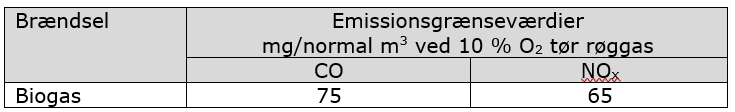 Brændsel Emissionsgrænseværdier
mg/normal m³ ved 10 % O₂ tør røggas
CO NOₓ
Biogas 75 65